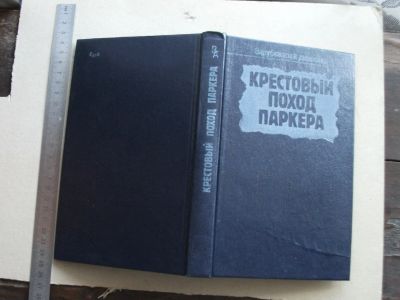 Зарубежный детектив
КРЕСТОВЫЙ
ПОХОД
ПАРКЕРА
КРЕСТОВЫЙ ПОХОД ПАРКЕРА